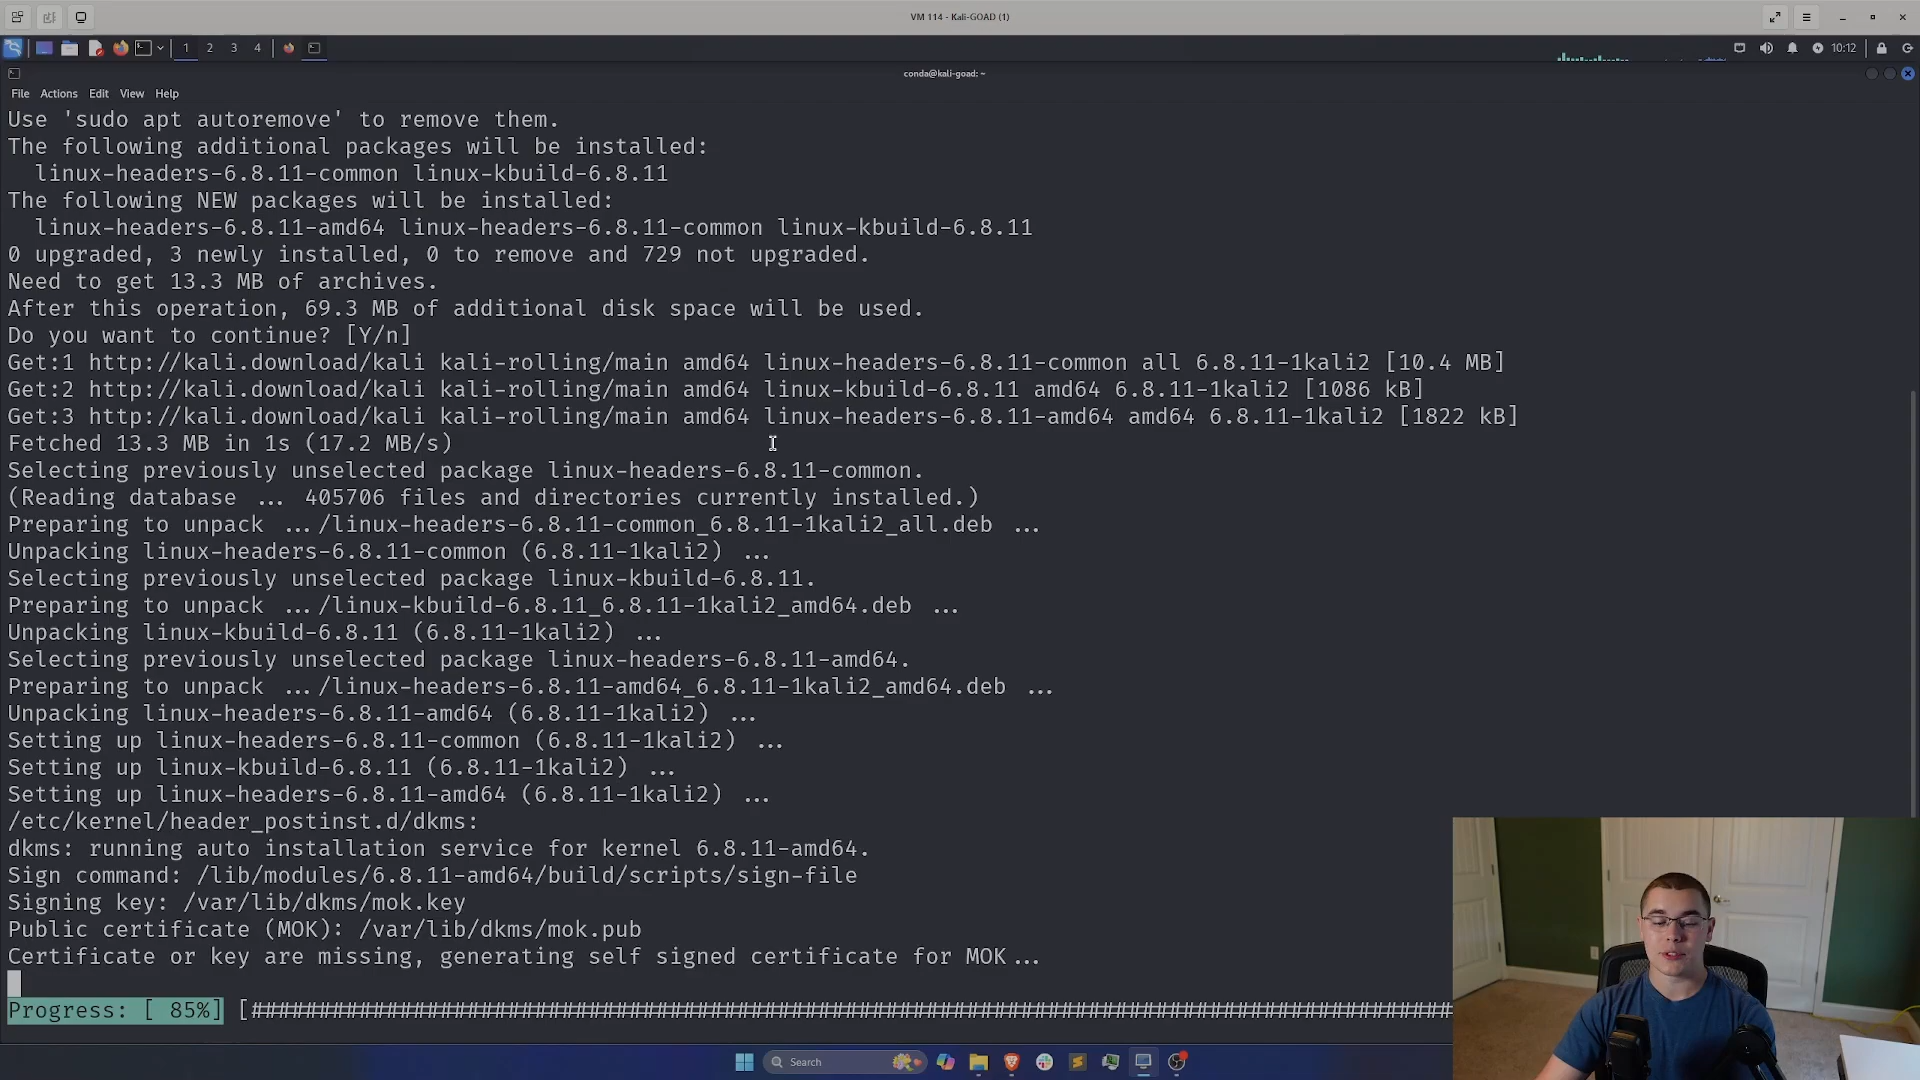 VM 114 - Kali-GOAD (1)
1 2 3 4
10:12
conda@kali-goad: ~
File Actions Edit View Help
Use 'sudo apt autoremove' to remove them.
The following additional packages will be installed:
linux-headers-6.8.11-common linux-kbuild-6.8.11
The following NEW packages will be installed:
linux-headers-6.8.11-amd64 linux-headers-6.8.11-common linux-kbuild-6.8.11
0 upgraded, 3 newly installed, 0 to remove and 729 not upgraded.
Need to get 13.3 MB of archives.
After this operation, 69.3 MB of additional disk space will be used.
Do you want to continue? [Y/n]
Get:1 http://kali.download/kali kali-rolling/main amd64 linux-headers-6.8.11-common all 6.8.11-1kali2 [10.4 MB]
Get:2 http://kali.download/kali kali-rolling/main amd64 linux-kbuild-6.8.11 amd64 6.8.11-1kali2 [1086 kB]
Get:3 http://kali.download/kali kali-rolling/main amd64 linux-headers-6.8.11-amd64 amd64 6.8.11-1kali2 [1822 kB]
Fetched 13.3 MB in 1s (17.2 MB/s)
Selecting previously unselected package linux-headers-6.8.11-common.
(Reading database ... 405706 files and directories currently installed.)
Preparing to unpack .../linux-headers-6.8.11-common_6.8.11-1kali2_all.deb ...
Unpacking linux-headers-6.8.11-common (6.8.11-1kali2) ...
Selecting previously unselected package linux-kbuild-6.8.11.
Preparing to unpack .../linux-kbuild-6.8.11_6.8.11-1kali2_amd64.deb ...
Unpacking linux-kbuild-6.8.11 (6.8.11-1kali2) ...
Selecting previously unselected package linux-headers-6.8.11-amd64.
Preparing to unpack .../linux-headers-6.8.11-amd64_6.8.11-1kali2_amd64.deb ...
Unpacking linux-headers-6.8.11-amd64 (6.8.11-1kali2) ...
Setting up linux-headers-6.8.11-common (6.8.11-1kali2) ...
Setting up linux-kbuild-6.8.11 (6.8.11-1kali2) ...
Setting up linux-headers-6.8.11-amd64 (6.8.11-1kali2) ...
/etc/kernel/header_postinst.d/dkms:
dkms: running auto installation service for kernel 6.8.11-amd64.
Sign command: /lib/modules/6.8.11-amd64/build/scripts/sign-file
Signing key: /var/lib/dkms/mok.key
Public certificate (MOK): /var/lib/dkms/mok.pub
Certificate or key are missing, generating self signed certificate for MOK...
Progress: [ 85%] [#########################################################################################
Search